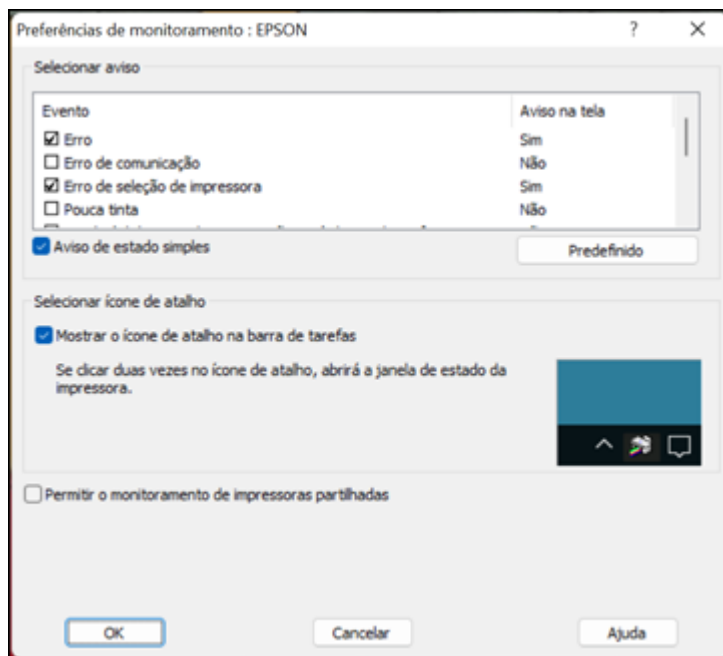 Preferências de monitoramento : EPSON
Selecionar aviso
Evento Aviso na tela
Erro Sim
Erro de comunicação Não
Erro de seleção de impressora Sim
Pouca tinta Não
Aviso de estado simples Predefinido
Selecionar ícone de atalho
Mostrar o ícone de atalho na barra de tarefas
Se clicar duas vezes no ícone de atalho, abrirá a janela de estado da
impressora.
Permitir o monitoramento de impressoras partilhadas
OK Cancelar Ajuda